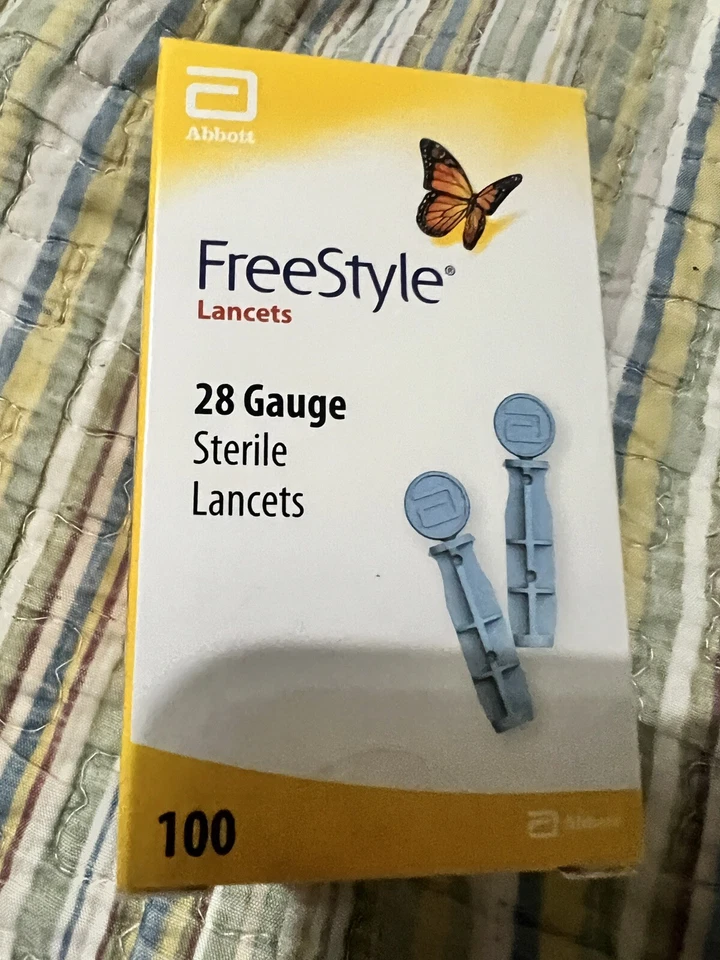 Abbott
FreeStyle®
Lancets
28 Gauge
Sterile
Lancets
100
Abbott